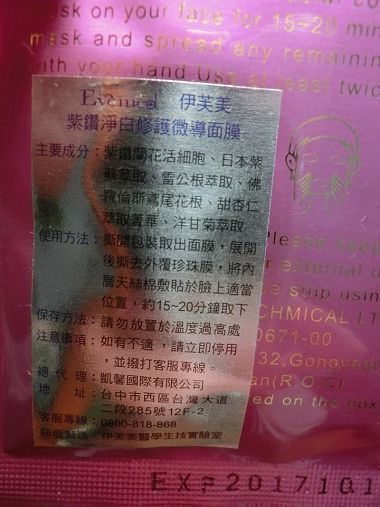 ask on your face for 15~20 min
mask and spread any remaining
with your hand Use at least twic
Evemed 伊芙美
紫鑽淨白修護微導面膜
主要成分：紫鑽蘭花活細胞、日本紫
蘇萃取、雷公根萃取、佛
羅倫斯鳶尾花根、甜杏仁
萃取菁華、洋甘菊萃取
使用方法：撕開包裝取出面膜，展開
後撕去外覆珍珠膜，將內
層天絲棉敷貼於臉上適當
位置，約15~20分鐘取下
保存方法：請勿放置於溫度過高處
注意事項：如有不適，請立即停用
，並撥打客服專線。
總代理：凱馨國際有限公司
地址：台中市西區台灣大道
二段285號12F-2
客服專線：0800-818-868
研發製造：伊芙美醫學生技實驗室
Please keep
external u
e stop usin
CHMICAL LT
0671-00
32,Gongyequ
an(R.O.C)
ed on the box
EXP2017101